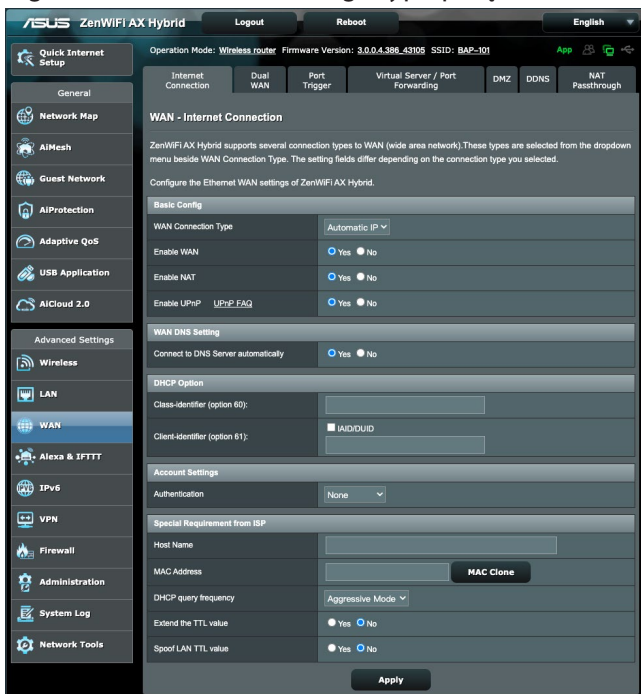 ASUS ZenWiFi AX Hybrid Logout Reboot English
Quick Internet Setup
Operation Mode: Wireless router Firmware Version: 3.0.0.4.386_43105 SSID: BAP-101 App
General
Network Map
AiMesh
Guest Network
AiProtection
Adaptive QoS
USB Application
AiCloud 2.0
Advanced Settings
Wireless
LAN
WAN
Alexa & IFTTT
IPv6
VPN
Firewall
Administration
System Log
Network Tools
Internet Connection Dual WAN Port Trigger Virtual Server / Port Forwarding DMZ DDNS NAT Passthrough
WAN - Internet Connection
ZenWiFi AX Hybrid supports several connection types to WAN (wide area network).These types are selected from the dropdown
menu beside WAN Connection Type. The setting fields differ depending on the connection type you selected.
Configure the Ethernet WAN settings of ZenWiFi AX Hybrid.
Basic Config
WAN Connection Type Automatic IP
Enable WAN Yes No
Enable NAT Yes No
Enable UPnP UPnP FAQ Yes No
WAN DNS Setting
Connect to DNS Server automatically Yes No
DHCP Option
Class-identifier (option 60):
Client-identifier (option 61): IAID/DUID
Account Settings
Authentication None
Special Requirement from ISP
Host Name
MAC Address MAC Clone
DHCP query frequency Aggressive Mode
Extend the TTL value Yes No
Spoof LAN TTL value Yes No
Apply